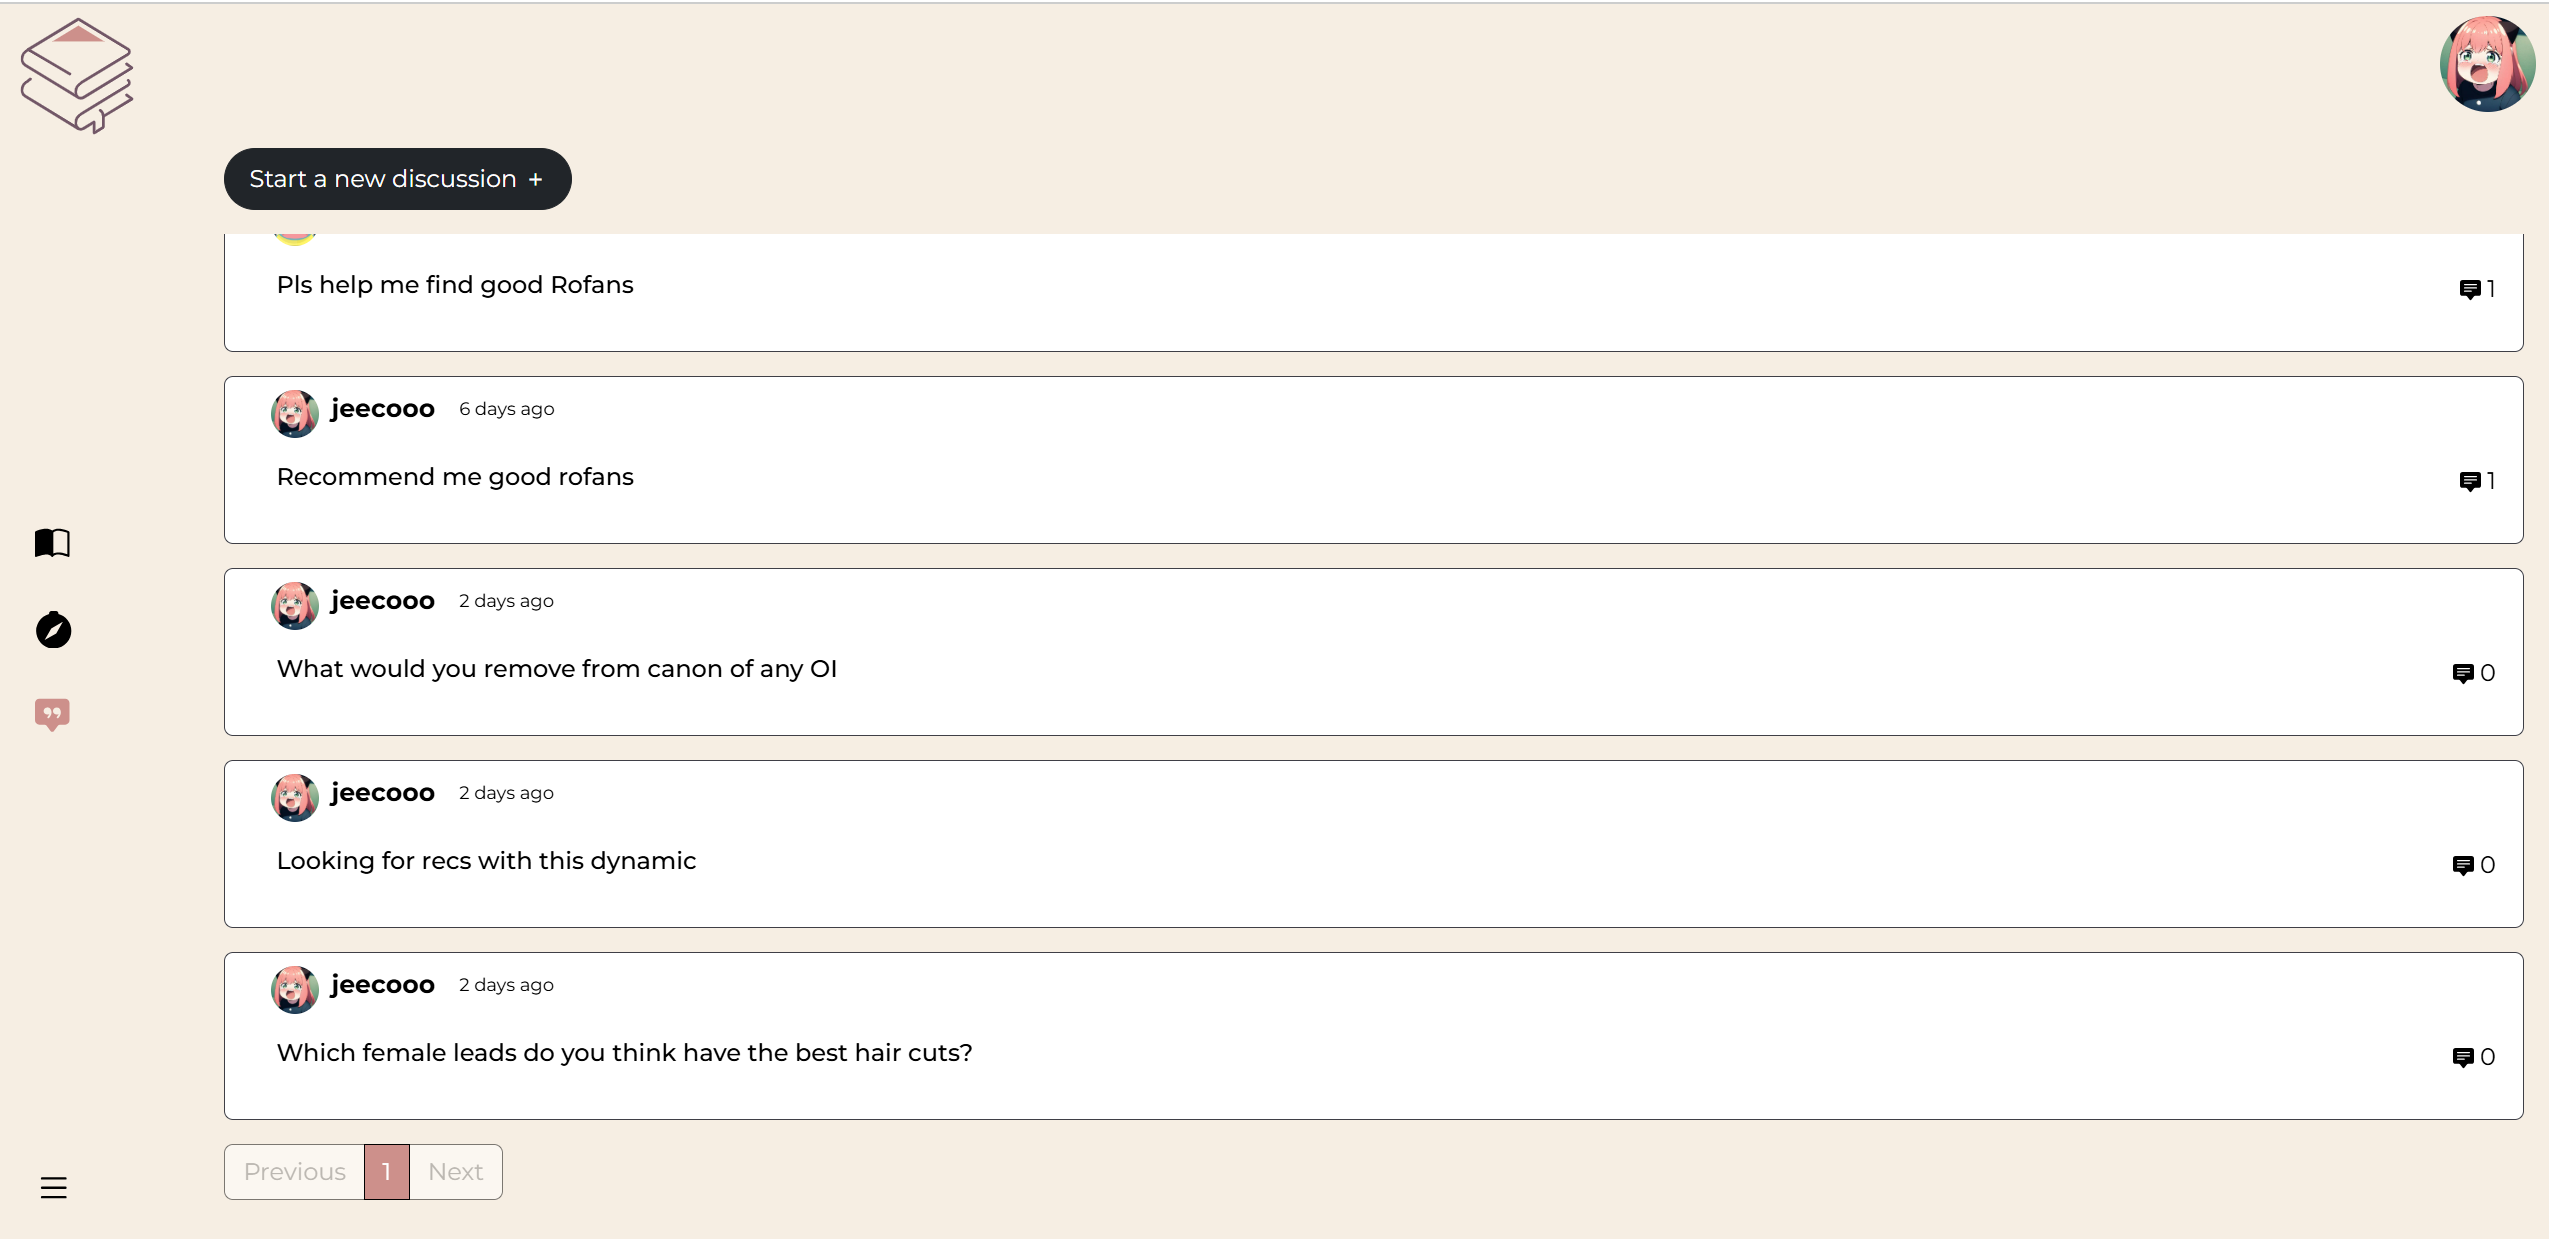 Start a new discussion +
Pls help me find good Rofans
1
jeecooo 6 days ago
Recommend me good rofans
1
jeecooo 2 days ago
What would you remove from canon of any OI
0
jeecooo 2 days ago
Looking for recs with this dynamic
0
jeecooo 2 days ago
Which female leads do you think have the best hair cuts?
0
Previous 1 Next